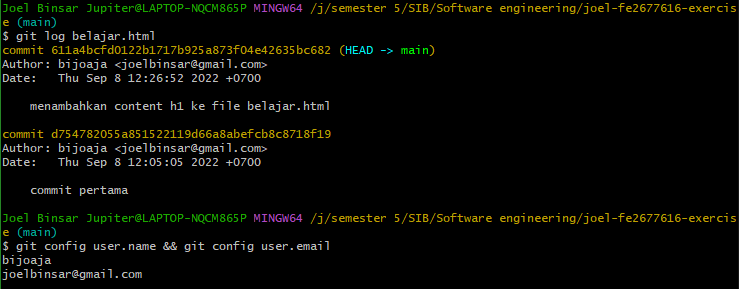 Joel Binsar Jupiter@LAPTOP-NQCM865P MINGW64 /j/semester 5/SIB/Software engineering/joel-fe2677616-exercis
e (main)
$ git log belajar.html
commit 611a4bcfd0122b1717b925a873f04e42635bc682 (HEAD -> main)
Author: bijoaja <joelbinsar@gmail.com>
Date:   Thu Sep 8 12:26:52 2022 +0700
    menambahkan content h1 ke file belajar.html
commit d754782055a851522119d66a8abefcb8c8718f19
Author: bijoaja <joelbinsar@gmail.com>
Date:   Thu Sep 8 12:05:05 2022 +0700
    commit pertama
Joel Binsar Jupiter@LAPTOP-NQCM865P MINGW64 /j/semester 5/SIB/Software engineering/joel-fe2677616-exercis
e (main)
$ git config user.name && git config user.email
bijoaja
joelbinsar@gmail.com